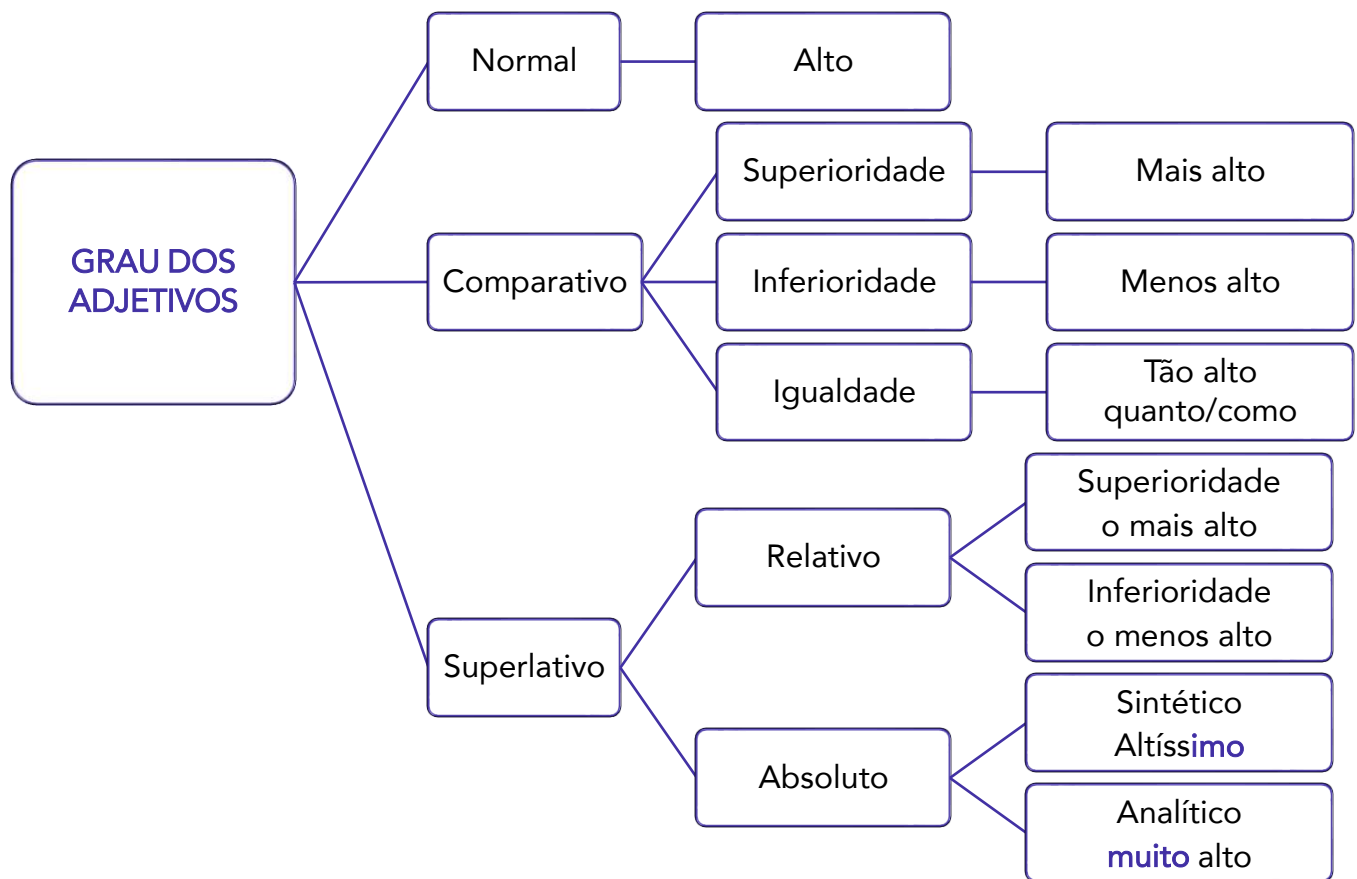 GRAU DOS
ADJETIVOS
Normal
Alto
Comparativo
Superioridade
Mais alto
Inferioridade
Menos alto
Igualdade
Tão alto
quanto/como
Superlativo
Relativo
Superioridade
o mais alto
Inferioridade
o menos alto
Absoluto
Sintético
Altíssimo
Analítico
muito alto